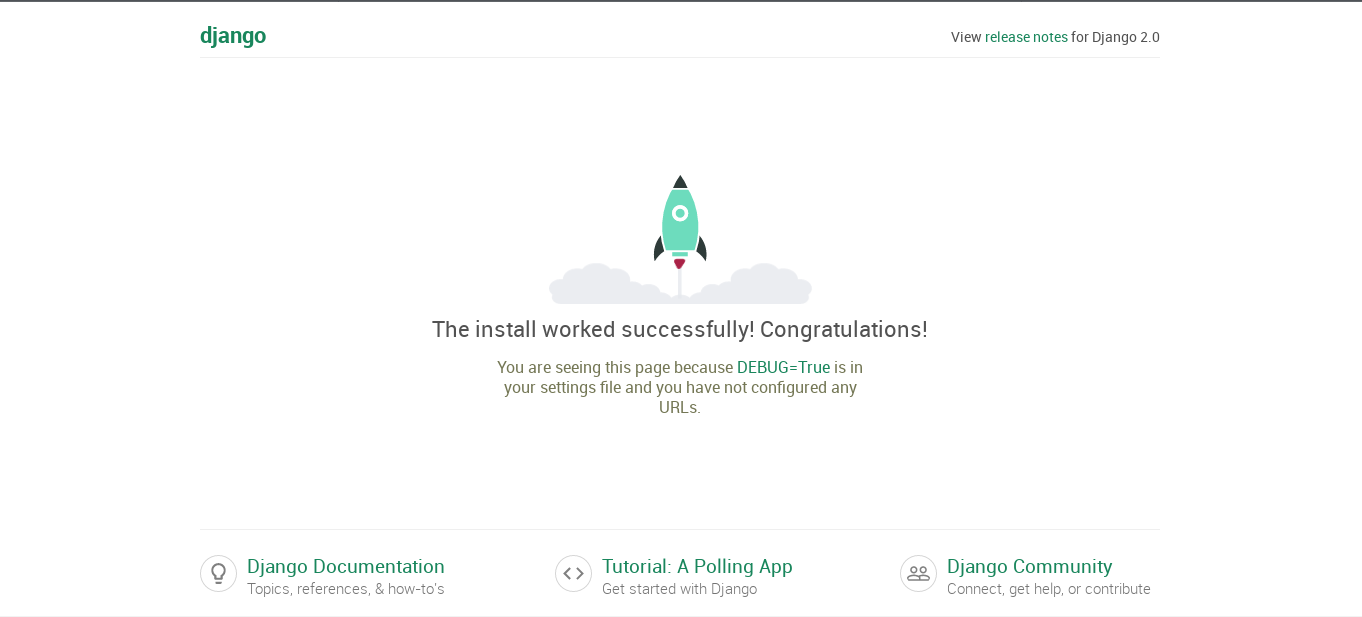 django
View release notes for Django 2.0
The install worked successfully! Congratulations!
You are seeing this page because DEBUG=True is in
your settings file and you have not configured any
URLs.
Django Documentation
Topics, references, & how-to's
Tutorial: A Polling App
Get started with Django
Django Community
Connect, get help, or contribute